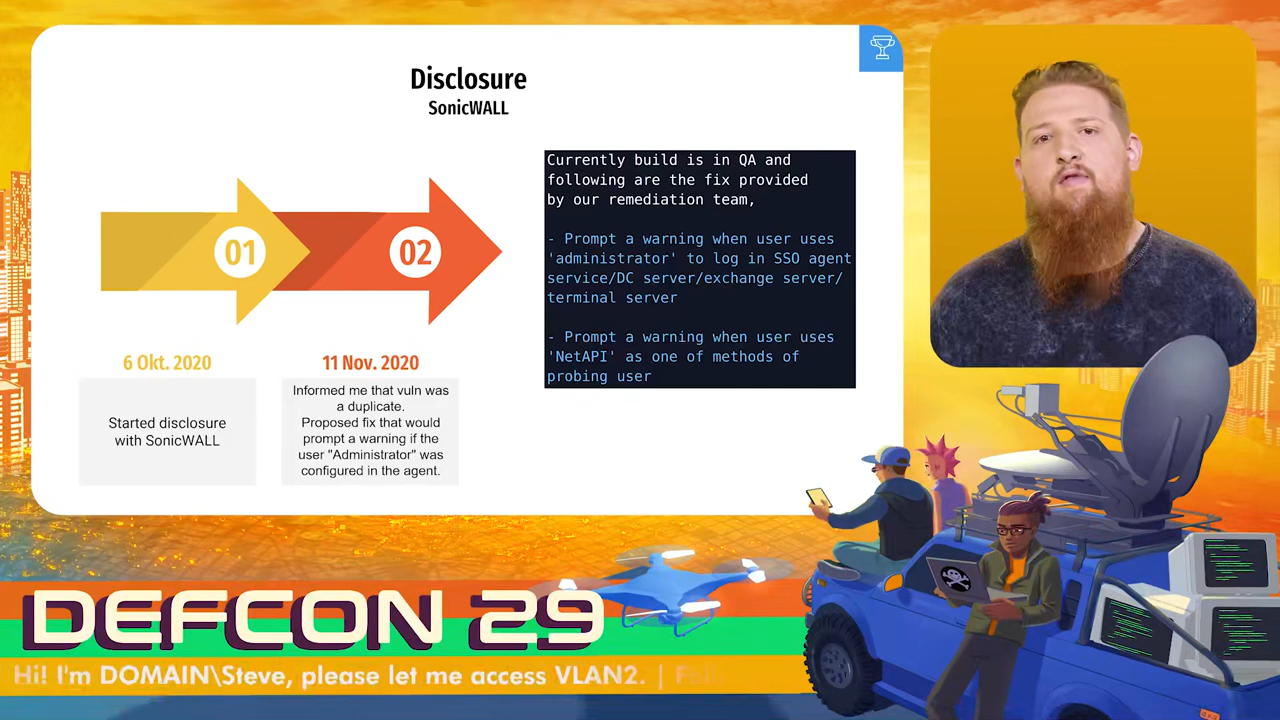 Disclosure
SonicWALL
01
02
6 Okt. 2020
11 Nov. 2020
Started disclosure
with SonicWALL
Informed me that vuln was
a duplicate.
Proposed fix that would
prompt a warning if the
user "Administrator" was
configured in the agent.
Currently build is in QA and
following are the fix provided
by our remediation team,
- Prompt a warning when user uses
'administrator' to log in SSO agent
service/DC server/exchange server/
terminal server
- Prompt a warning when user uses
'NetAPI' as one of methods of
probing user
DEFCON 29
Hi! I'm DOMAIN\Steve, please let me access VLAN2. |